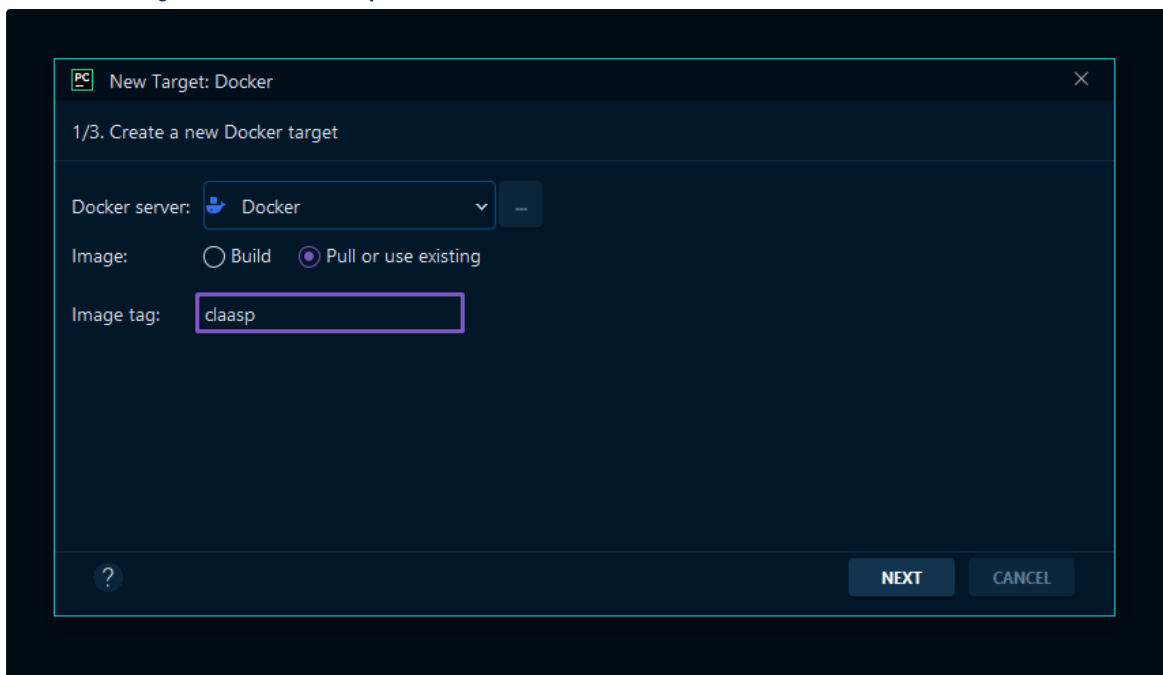 PC New Target: Docker
1/3. Create a new Docker target
Docker server: Docker ...
Image: Build Pull or use existing
Image tag: claasp
? NEXT CANCEL